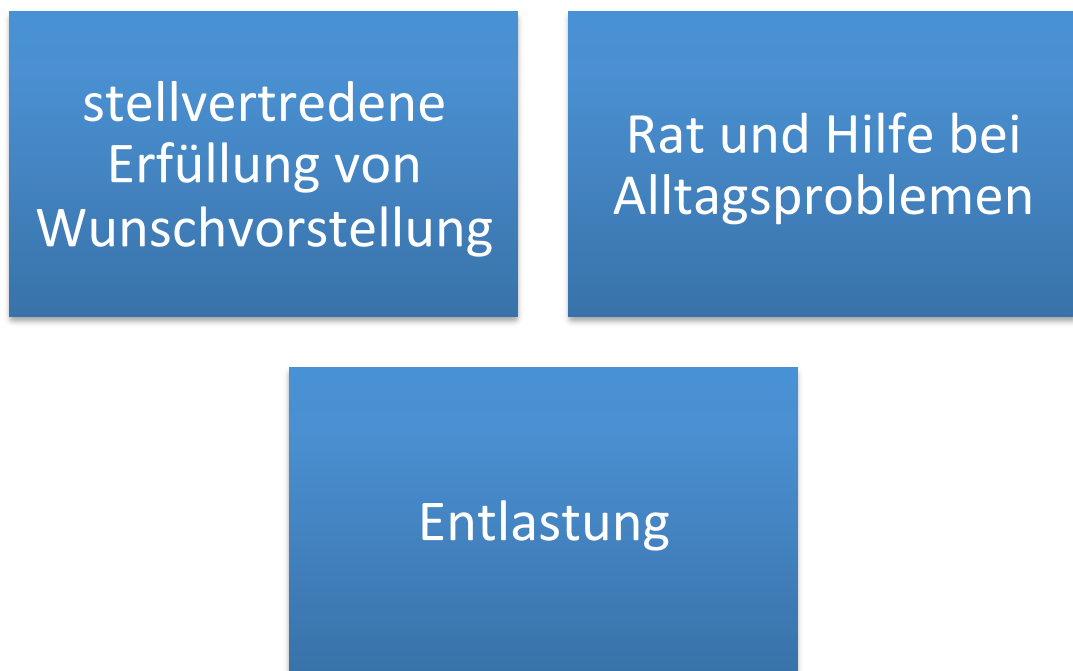 stellvertredene
Erfüllung von
Wunschvorstellung
Rat und Hilfe bei
Alltagsproblemen
Entlastung